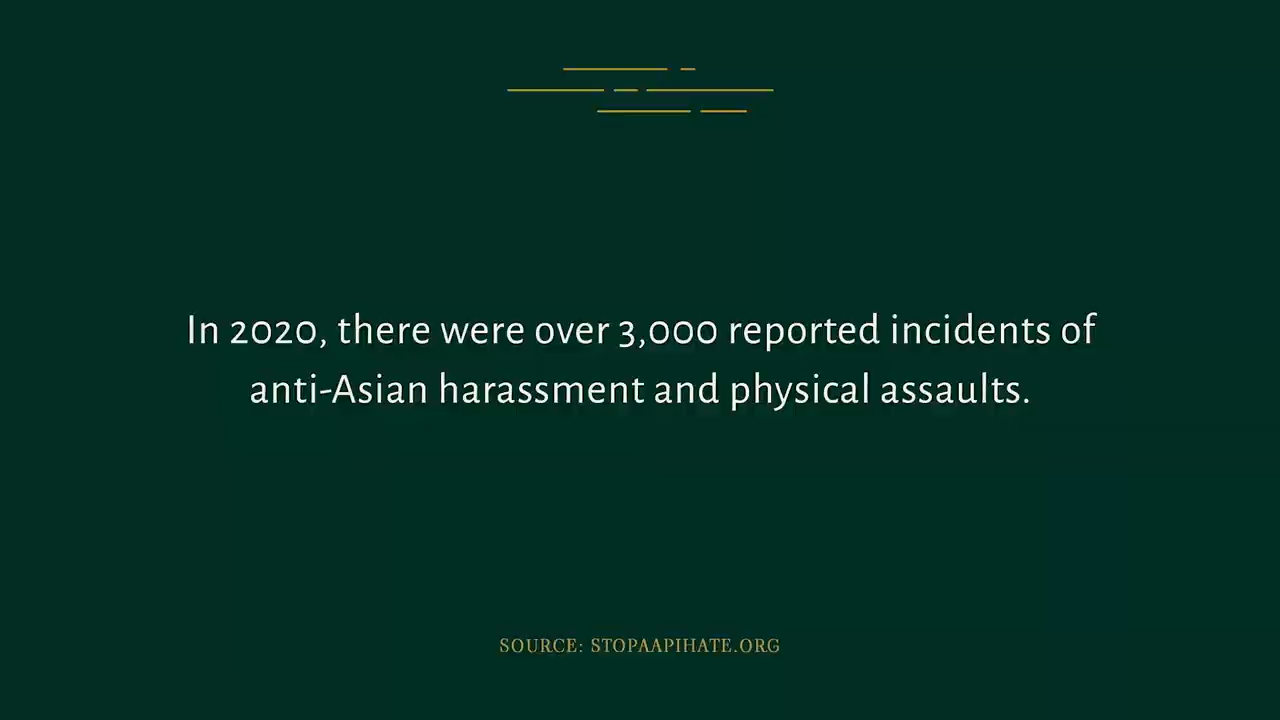 In 2020, there were over 3,000 reported incidents of
anti-Asian harassment and physical assaults.
SOURCE: STOPAAPIHATE.ORG